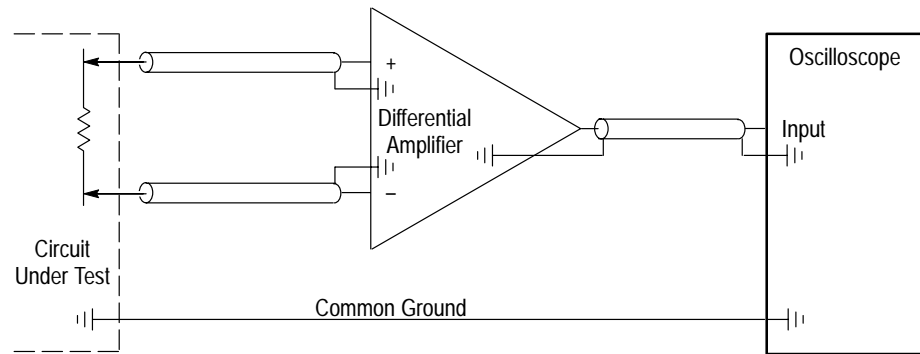 Oscilloscope
+
Differential
Amplifier
Input
–
Circuit
Under Test
Common Ground